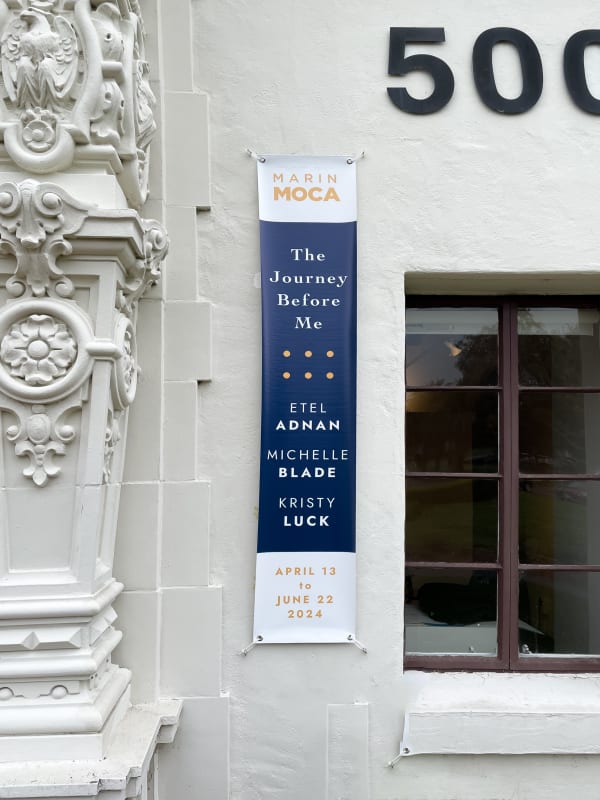 500
MARIN
MOCA
The
Journey
Before
Me
ETEL
ADNAN
MICHELLE
BLADE
KRISTY
LUCK
APRIL 13
to
JUNE 22
2024